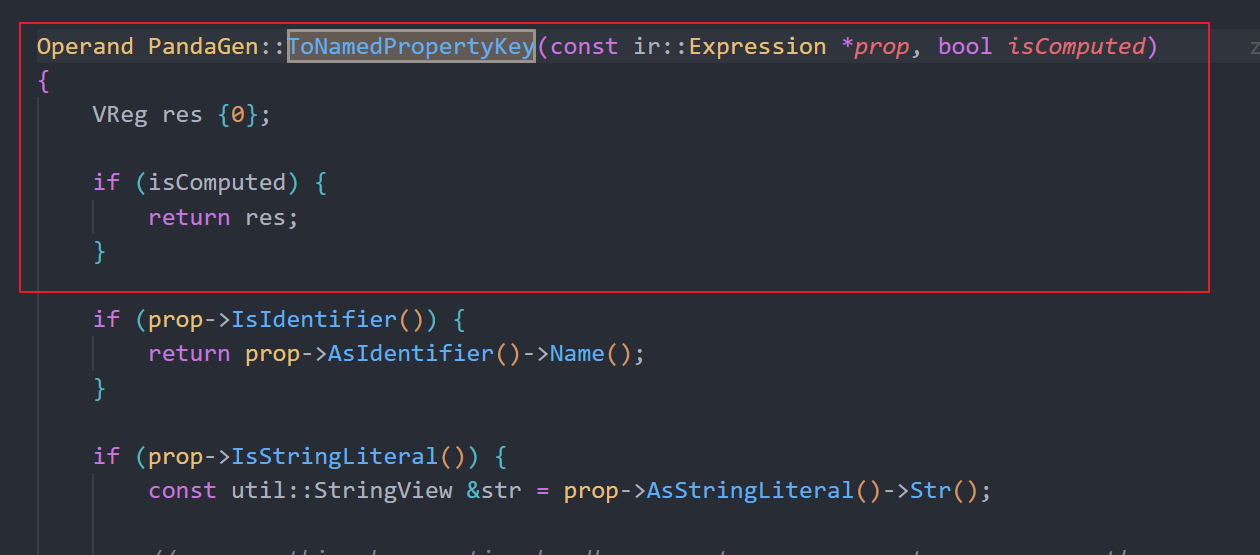 Operand PandaGen::ToNamedPropertyKey(const ir::Expression *prop, bool isComputed)
{
VReg res {0};
if (isComputed) {
return res;
}
if (prop->IsIdentifier()) {
return prop->AsIdentifier()->Name();
}
if (prop->IsStringLiteral()) {
const util::StringView &str = prop->AsStringLiteral()->Str();